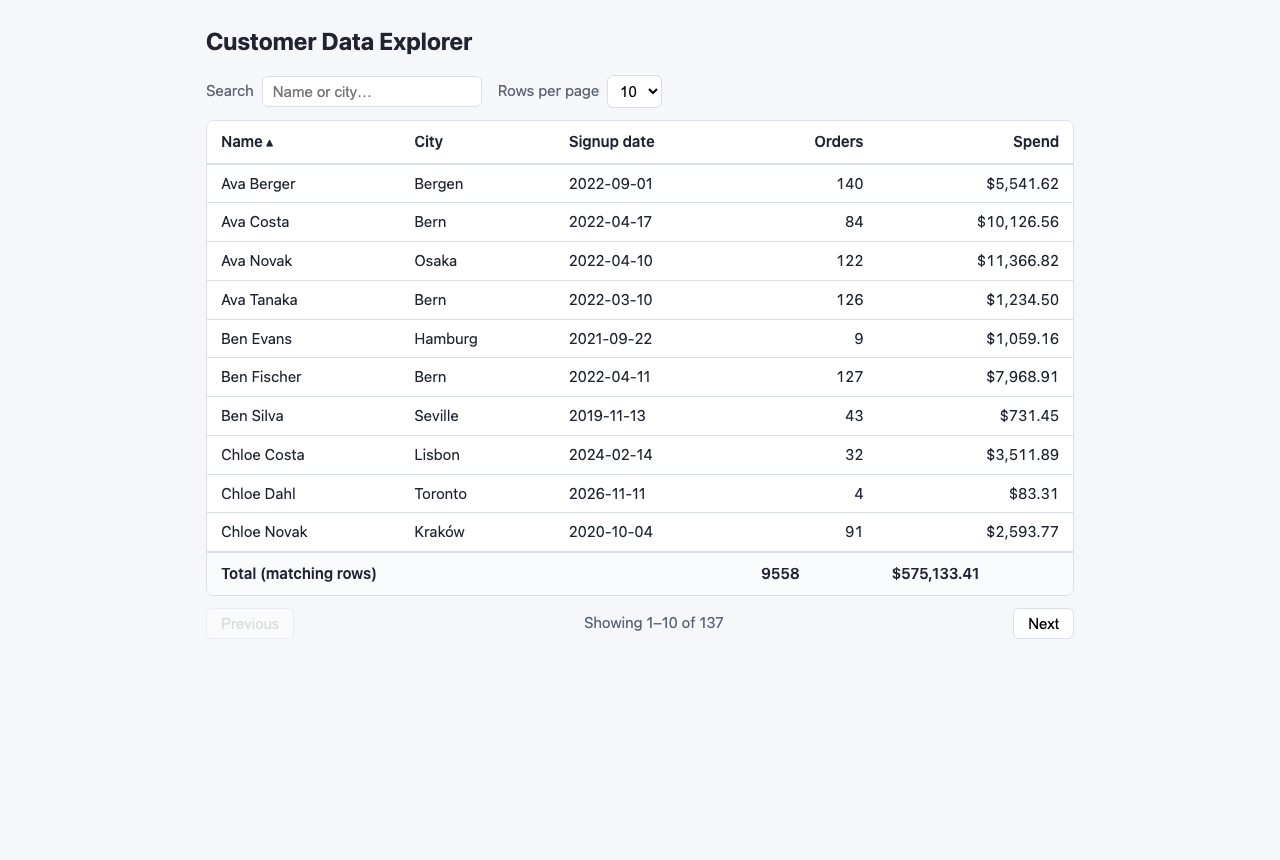 Customer Data Explorer
Search Name or city... Rows per page 10
Name ▲ City Signup date Orders Spend
Ava Berger Bergen 2022-09-01 140 $5,541.62
Ava Costa Bern 2022-04-17 84 $10,126.56
Ava Novak Osaka 2022-04-10 122 $11,366.82
Ava Tanaka Bern 2022-03-10 126 $1,234.50
Ben Evans Hamburg 2021-09-22 9 $1,059.16
Ben Fischer Bern 2022-04-11 127 $7,968.91
Ben Silva Seville 2019-11-13 43 $731.45
Chloe Costa Lisbon 2024-02-14 32 $3,511.89
Chloe Dahl Toronto 2026-11-11 4 $83.31
Chloe Novak Kraków 2020-10-04 91 $2,593.77
Total (matching rows) 9558 $575,133.41
Previous Showing 1–10 of 137 Next